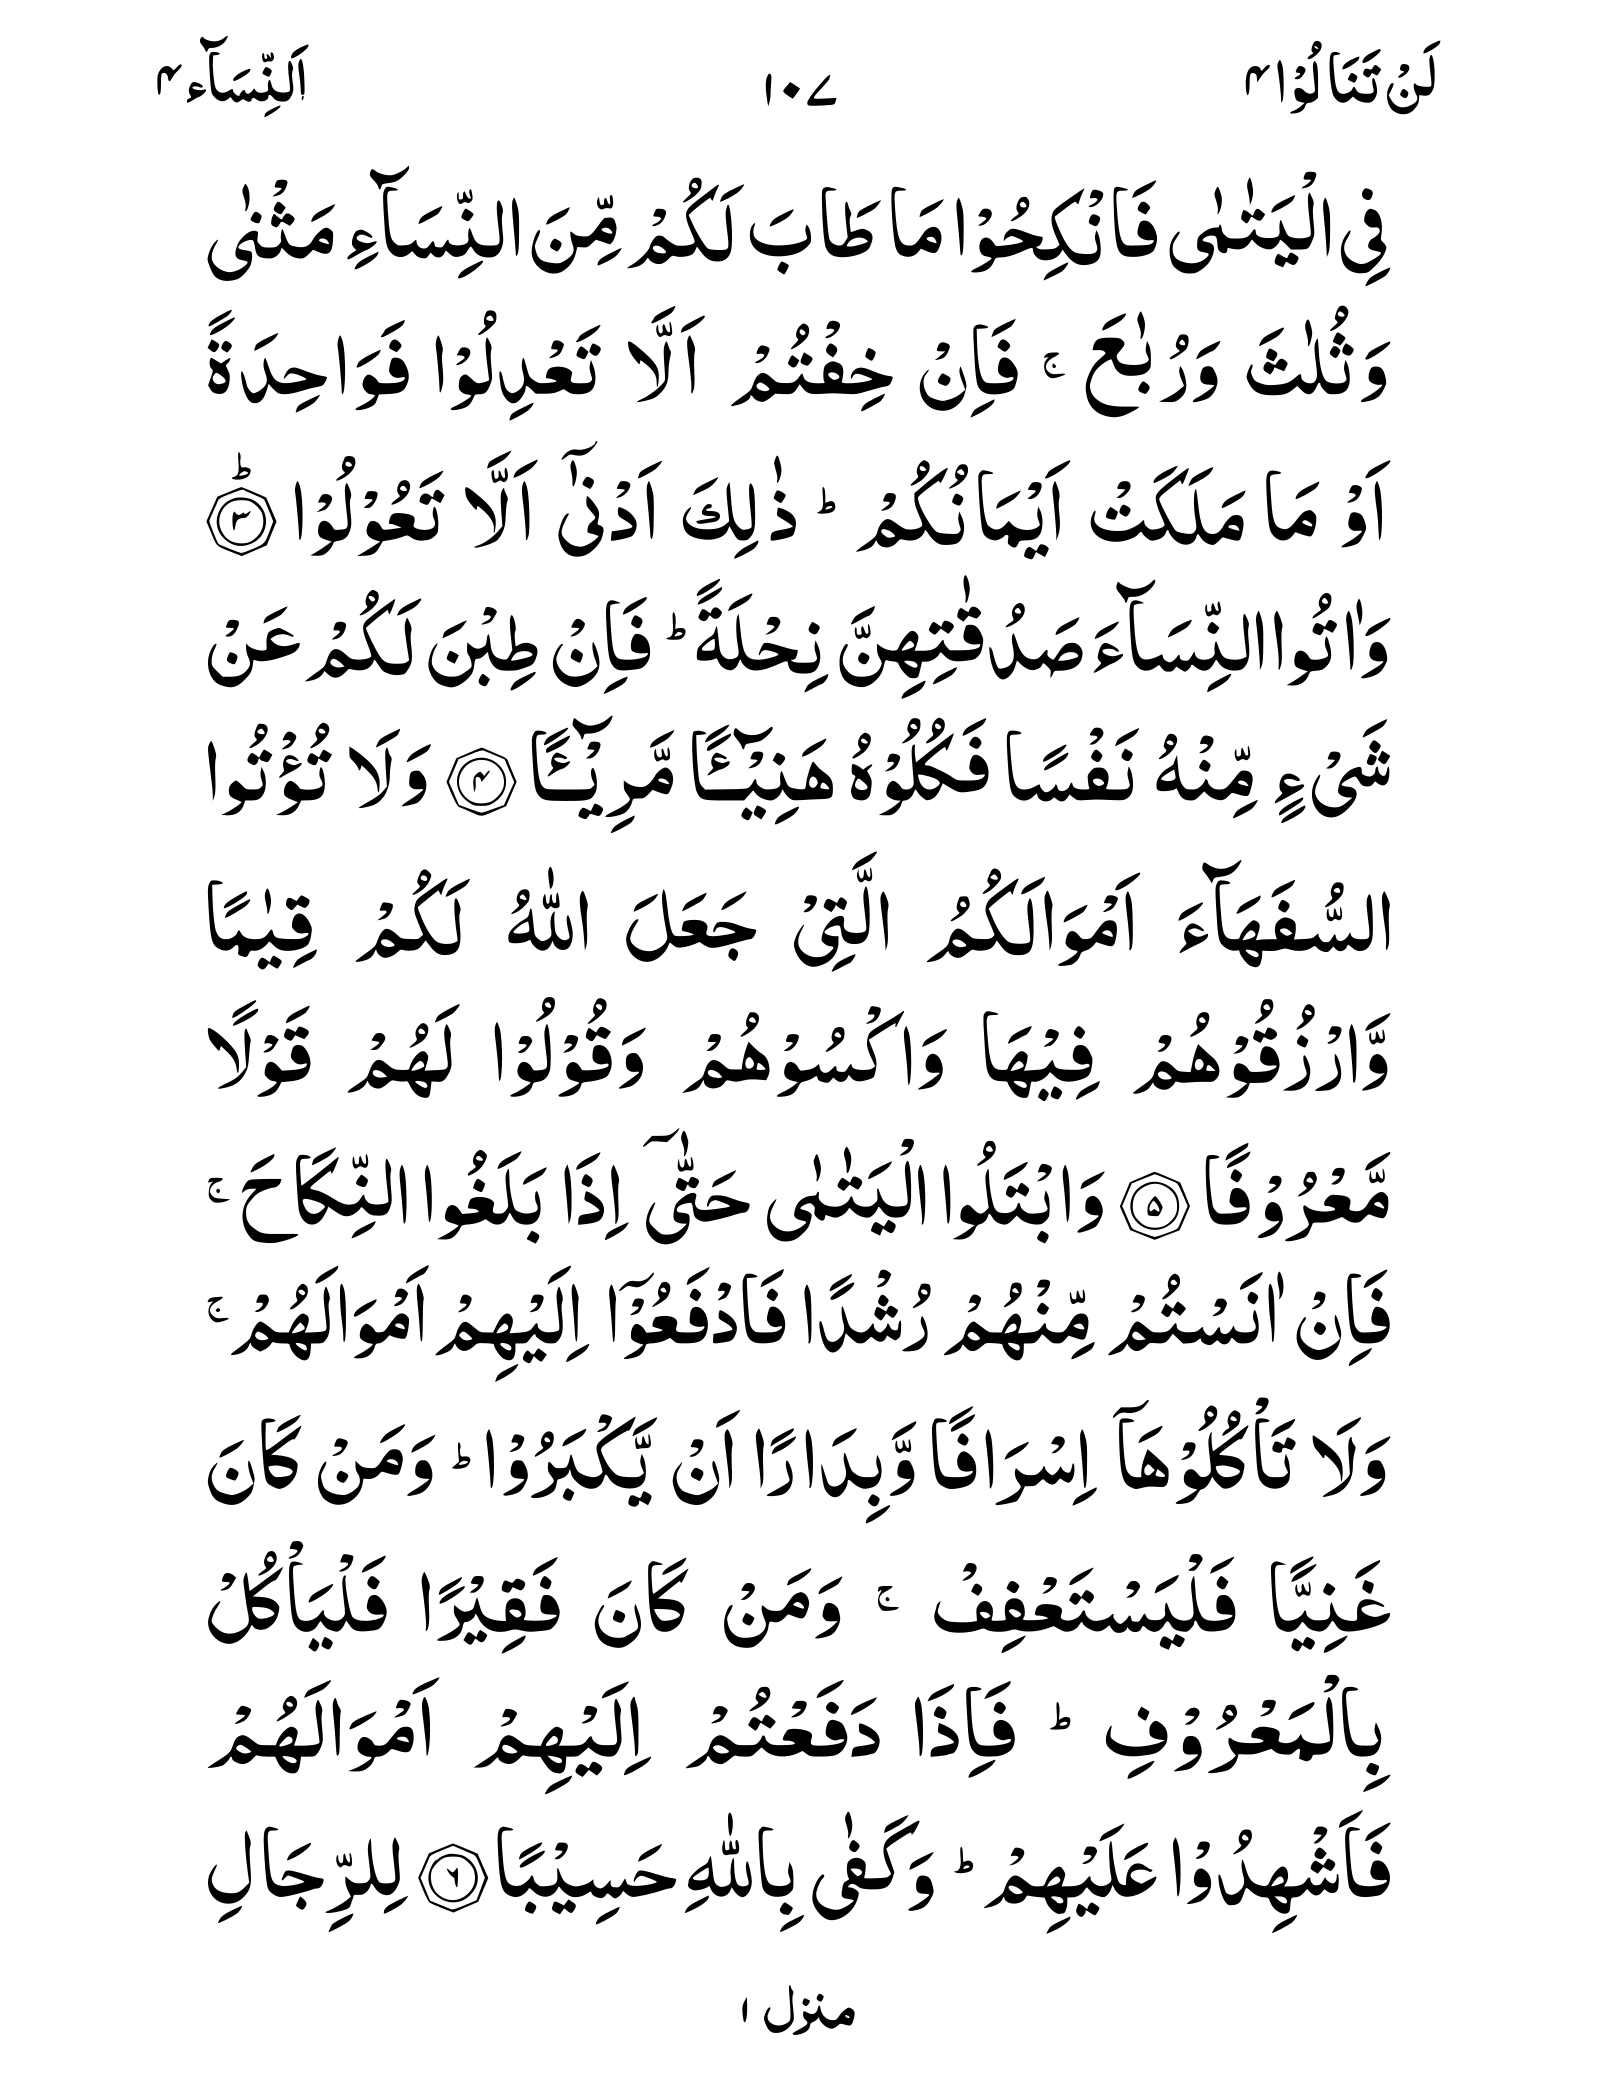 لَنْ تَنَالُوْا ۴ ۱۰۷ اَلنِّسَآء ۴
فِی الْیَتٰمٰی فَانْكِحُوْا مَا طَابَ لَكُمْ مِّنَ النِّسَآءِ مَثْنٰی
وَثُلٰثَ وَرُبٰعَ ۚ فَاِنْ خِفْتُمْ اَلَّا تَعْدِلُوْا فَوَاحِدَةً
اَوْ مَا مَلَكَتْ اَیْمَانُكُمْ ؕ ذٰلِكَ اَدْنٰۤی اَلَّا تَعُوْلُوْا ؕ﴿۳﴾
وَاٰتُوا النِّسَآءَ صَدُقٰتِهِنَّ نِحْلَةً ؕ فَاِنْ طِبْنَ لَكُمْ عَنْ
شَیْءٍ مِّنْهُ نَفْسًا فَكُلُوْهُ هَنِیْٓـًٔا مَّرِیْٓـًٔا ﴿۴﴾ وَلَا تُؤْتُوا
السُّفَهَآءَ اَمْوَالَكُمُ الَّتِیْ جَعَلَ اللّٰهُ لَكُمْ قِیٰمًا
وَّارْزُقُوْهُمْ فِیْهَا وَاكْسُوْهُمْ وَقُوْلُوْا لَهُمْ قَوْلًا
مَّعْرُوْفًا ﴿۵﴾ وَابْتَلُوا الْیَتٰمٰی حَتّٰۤی اِذَا بَلَغُوا النِّكَاحَ ۚ
فَاِنْ اٰنَسْتُمْ مِّنْهُمْ رُشْدًا فَادْفَعُوْۤا اِلَیْهِمْ اَمْوَالَهُمْ ۚ
وَلَا تَاْكُلُوْهَاۤ اِسْرَافًا وَّبِدَارًا اَنْ یَّكْبَرُوْا ؕ وَمَنْ كَانَ
غَنِیًّا فَلْیَسْتَعْفِفْ ۚ وَمَنْ كَانَ فَقِیْرًا فَلْیَاْكُلْ
بِالْمَعْرُوْفِ ؕ فَاِذَا دَفَعْتُمْ اِلَیْهِمْ اَمْوَالَهُمْ
فَاَشْهِدُوْا عَلَیْهِمْ ؕ وَكَفٰی بِاللّٰهِ حَسِیْبًا ﴿۶﴾ لِلرِّجَالِ
منزل ۱